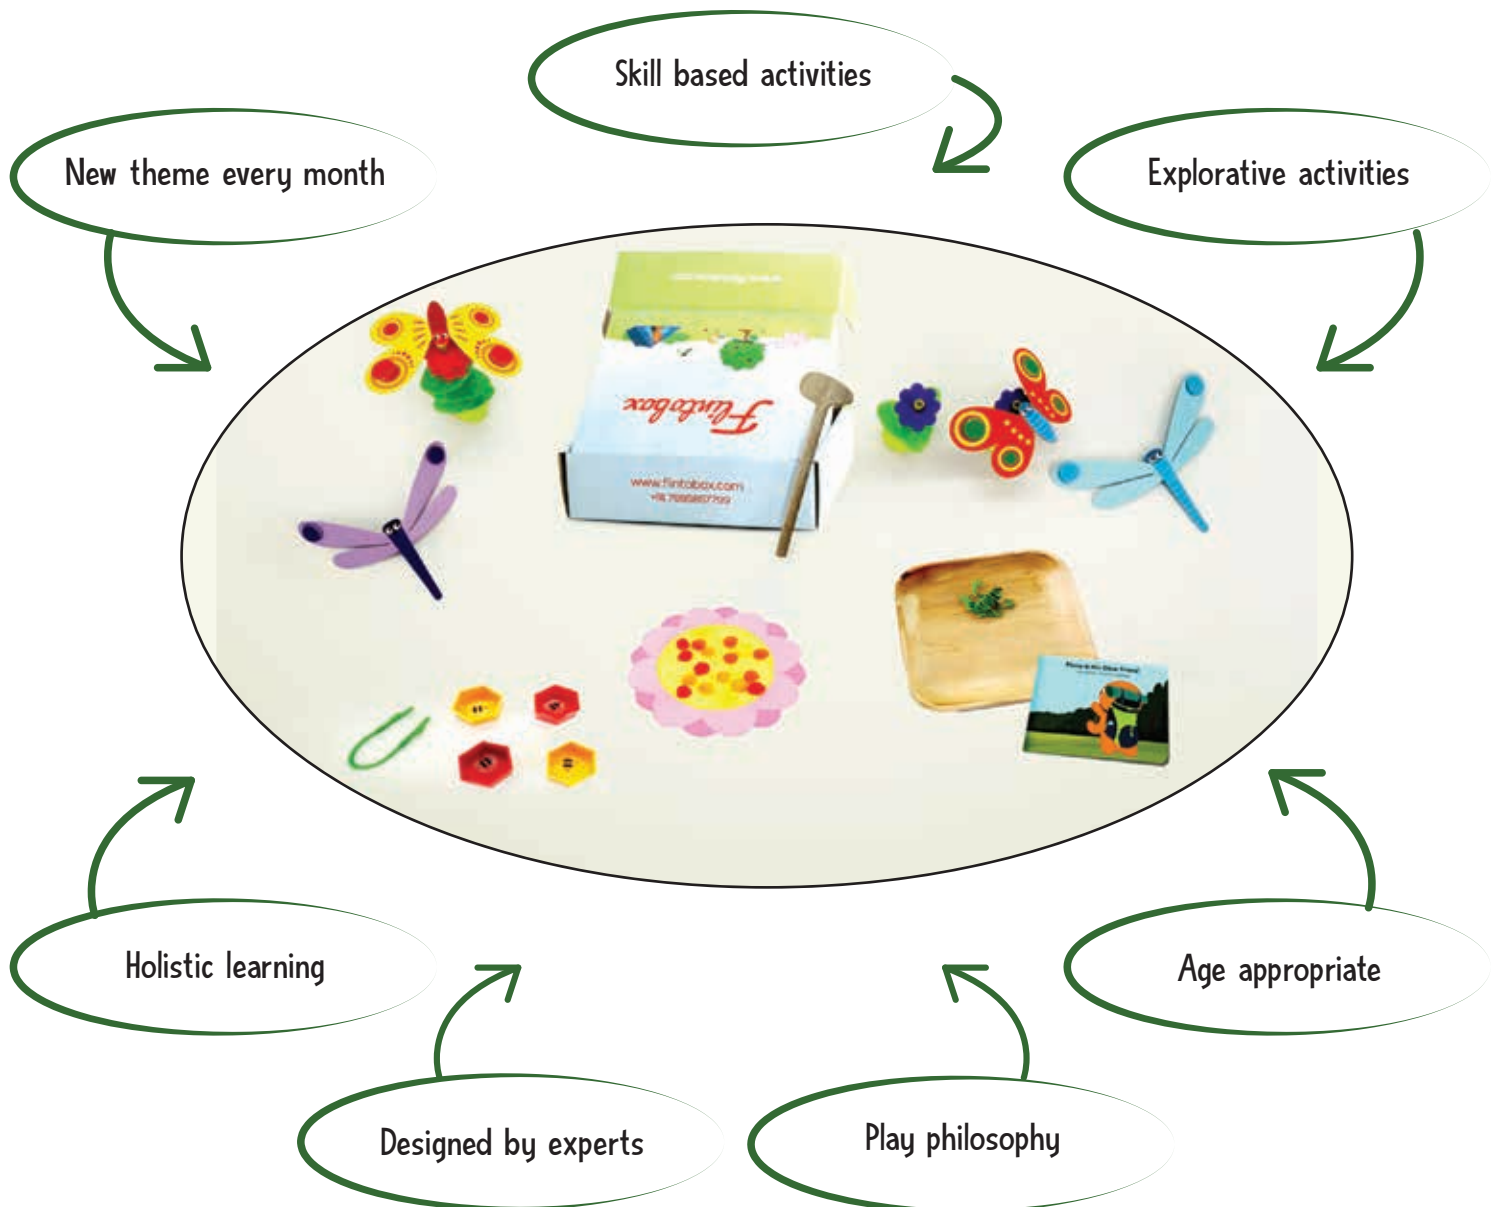 Skill based activities
New theme every month
Explorative activities
Flintobox
www.flintobox.com
Holistic learning
Age appropriate
Designed by experts
Play philosophy